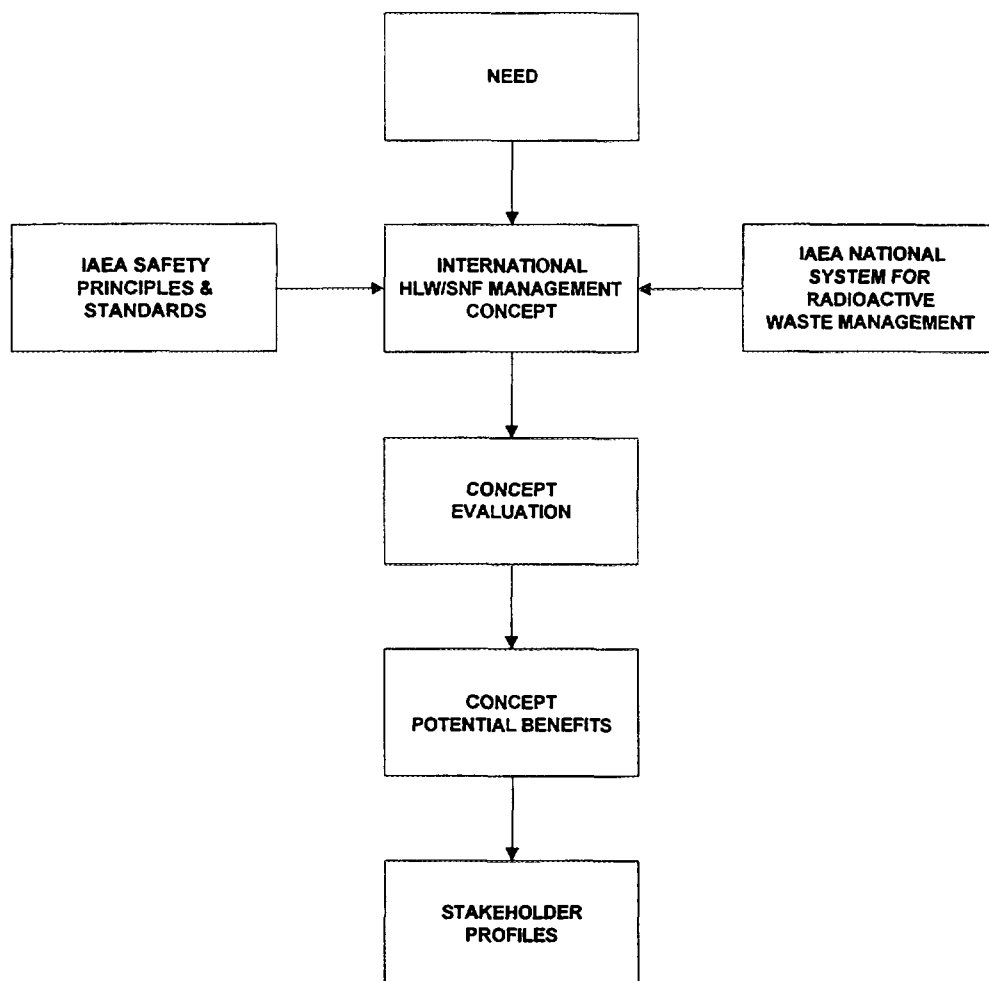 NEED
IAEA SAFETY
PRINCIPLES &
STANDARDS
INTERNATIONAL
HLW/SNF MANAGEMENT
CONCEPT
IAEA NATIONAL
SYSTEM FOR
RADIOACTIVE
WASTE MANAGEMENT
CONCEPT
EVALUATION
CONCEPT
POTENTIAL BENEFITS
STAKEHOLDER
PROFILES